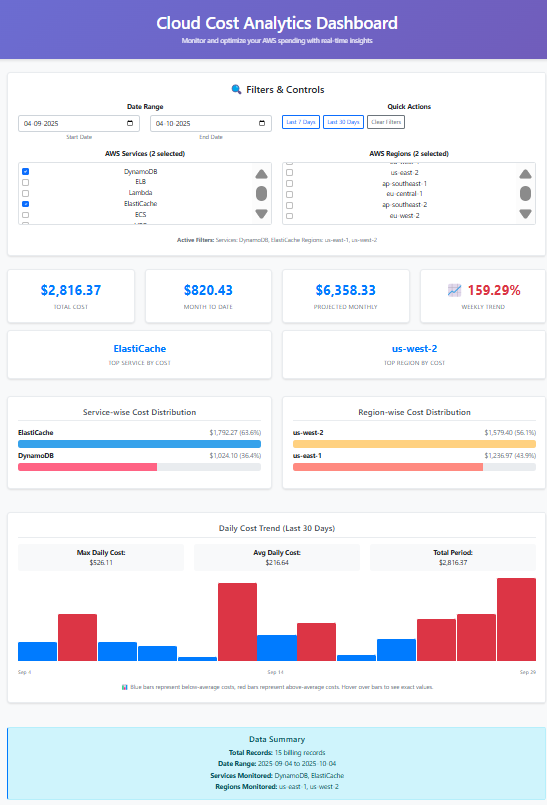 Cloud Cost Analytics Dashboard
Monitor and optimize your AWS spending with real-time insights
Filters & Controls
Date Range
04-09-2025
Start Date
04-10-2025
End Date
Quick Actions
Last 7 Days
Last 30 Days
Clear Filters
AWS Services (2 selected)
DynamoDB
ELB
Lambda
ElastiCache
ECS
AWS Regions (2 selected)
us-east-2
ap-southeast-1
eu-central-1
ap-southeast-2
eu-west-2
Active Filters: Services: DynamoDB, ElastiCache Regions: us-east-1, us-west-2
$2,816.37
TOTAL COST
$820.43
MONTH TO DATE
$6,358.33
PROJECTED MONTHLY
159.29%
WEEKLY TREND
ElastiCache
TOP SERVICE BY COST
us-west-2
TOP REGION BY COST
Service-wise Cost Distribution
ElastiCache $1,792.27 (63.6%)
DynamoDB $1,024.10 (36.4%)
Region-wise Cost Distribution
us-west-2 $1,579.40 (56.1%)
us-east-1 $1,236.97 (43.9%)
Daily Cost Trend (Last 30 Days)
Max Daily Cost:
$526.11
Avg Daily Cost:
$216.64
Total Period:
$2,816.37
Sep 4 Sep 14 Sep 29
Blue bars represent below-average costs, red bars represent above-average costs. Hover over bars to see exact values.
Data Summary
Total Records: 15 billing records
Date Range: 2025-09-04 to 2025-10-04
Services Monitored: DynamoDB, ElastiCache
Regions Monitored: us-east-1, us-west-2